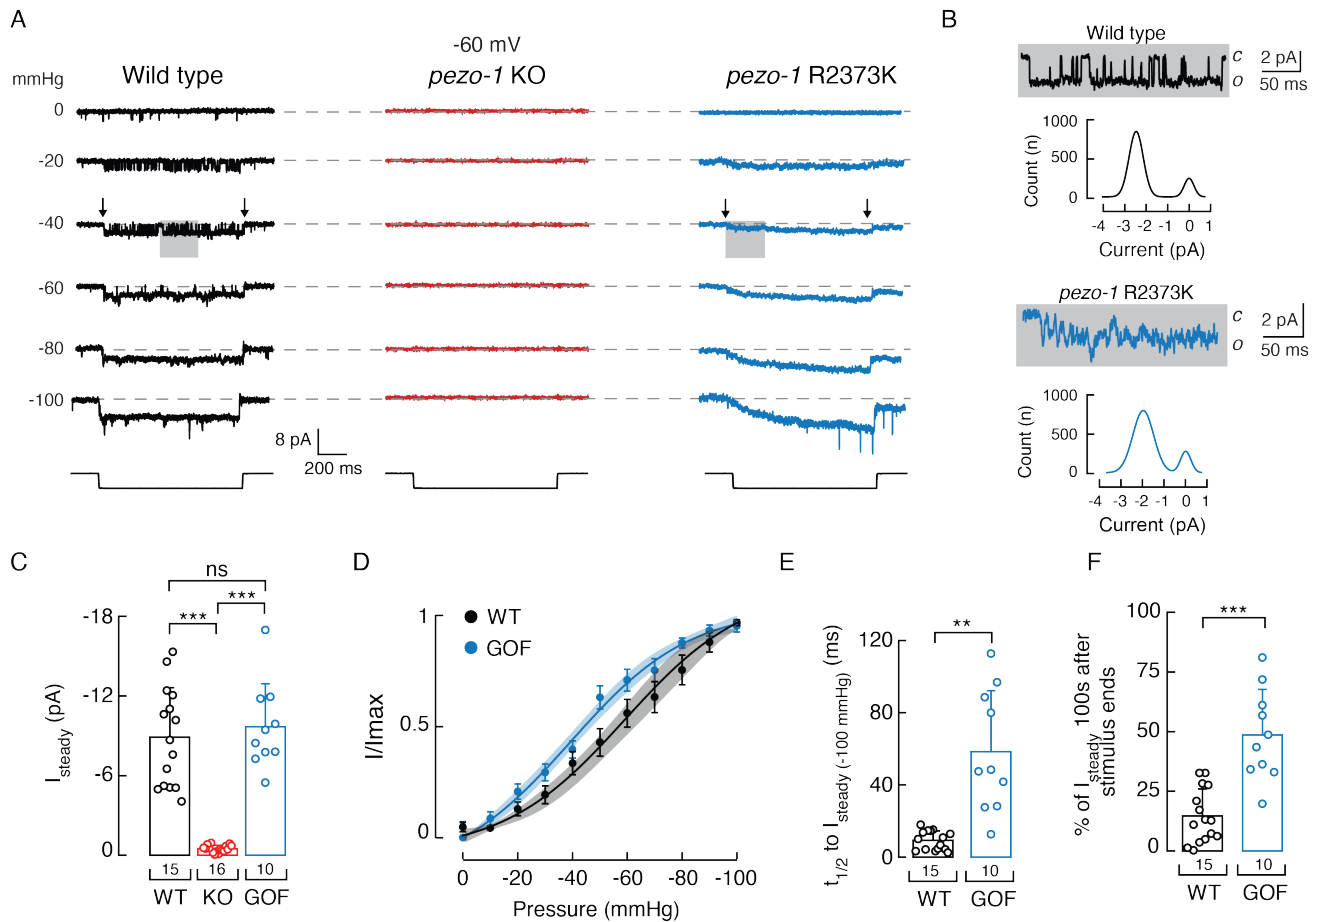 A
-60 mV
mmHg
Wild type
pezo-1 KO
pezo-1 R2373K
0
-20
-40
-60
-80
-100
8 pA
200 ms
B
Wild type
c
o
2 pA
50 ms
1000
500
0
Count (n)
-4 -3 -2 -1 0 1
Current (pA)
pezo-1 R2373K
c
o
2 pA
50 ms
1000
500
0
Count (n)
-4 -3 -2 -1 0 1
Current (pA)
C
ns
*** ***
-18
-12
-6
0
Isteady (pA)
15 16 10
WT KO GOF
D
WT
GOF
1
0.5
0
I/Imax
0 -20 -40 -60 -80 -100
Pressure (mmHg)
E
**
120
80
40
0
t1/2 to Isteady (-100 mmHg) (ms)
15 10
WT GOF
F
***
100
75
50
25
0
% of Isteady 100s after
stimulus ends
15 10
WT GOF